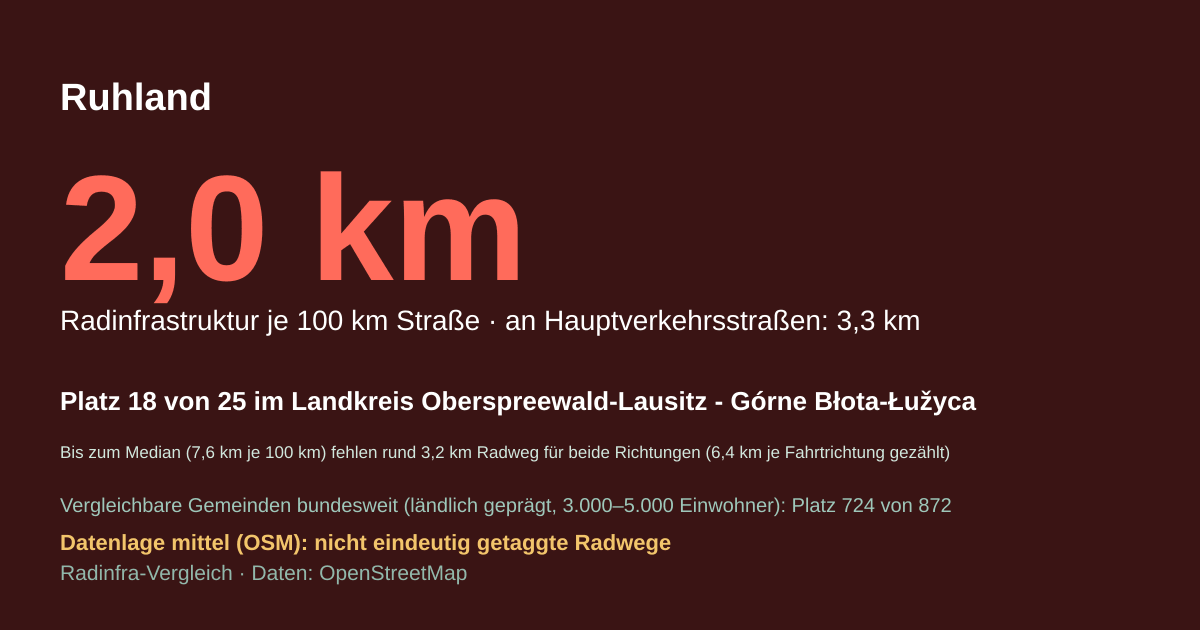 Ruhland
2,0 km
Radinfrastruktur je 100 km Straße · an Hauptverkehrsstraßen: 3,3 km
Platz 18 von 25 im Landkreis Oberspreewald-Lausitz - Górne Błota-Łužyca
Bis zum Median (7,6 km je 100 km) fehlen rund 3,2 km Radweg für beide Richtungen (6,4 km je Fahrtrichtung gezählt)
Vergleichbare Gemeinden bundesweit (ländlich geprägt, 3.000–5.000 Einwohner): Platz 724 von 872
Datenlage mittel (OSM): nicht eindeutig getaggte Radwege
Radinfra-Vergleich · Daten: OpenStreetMap